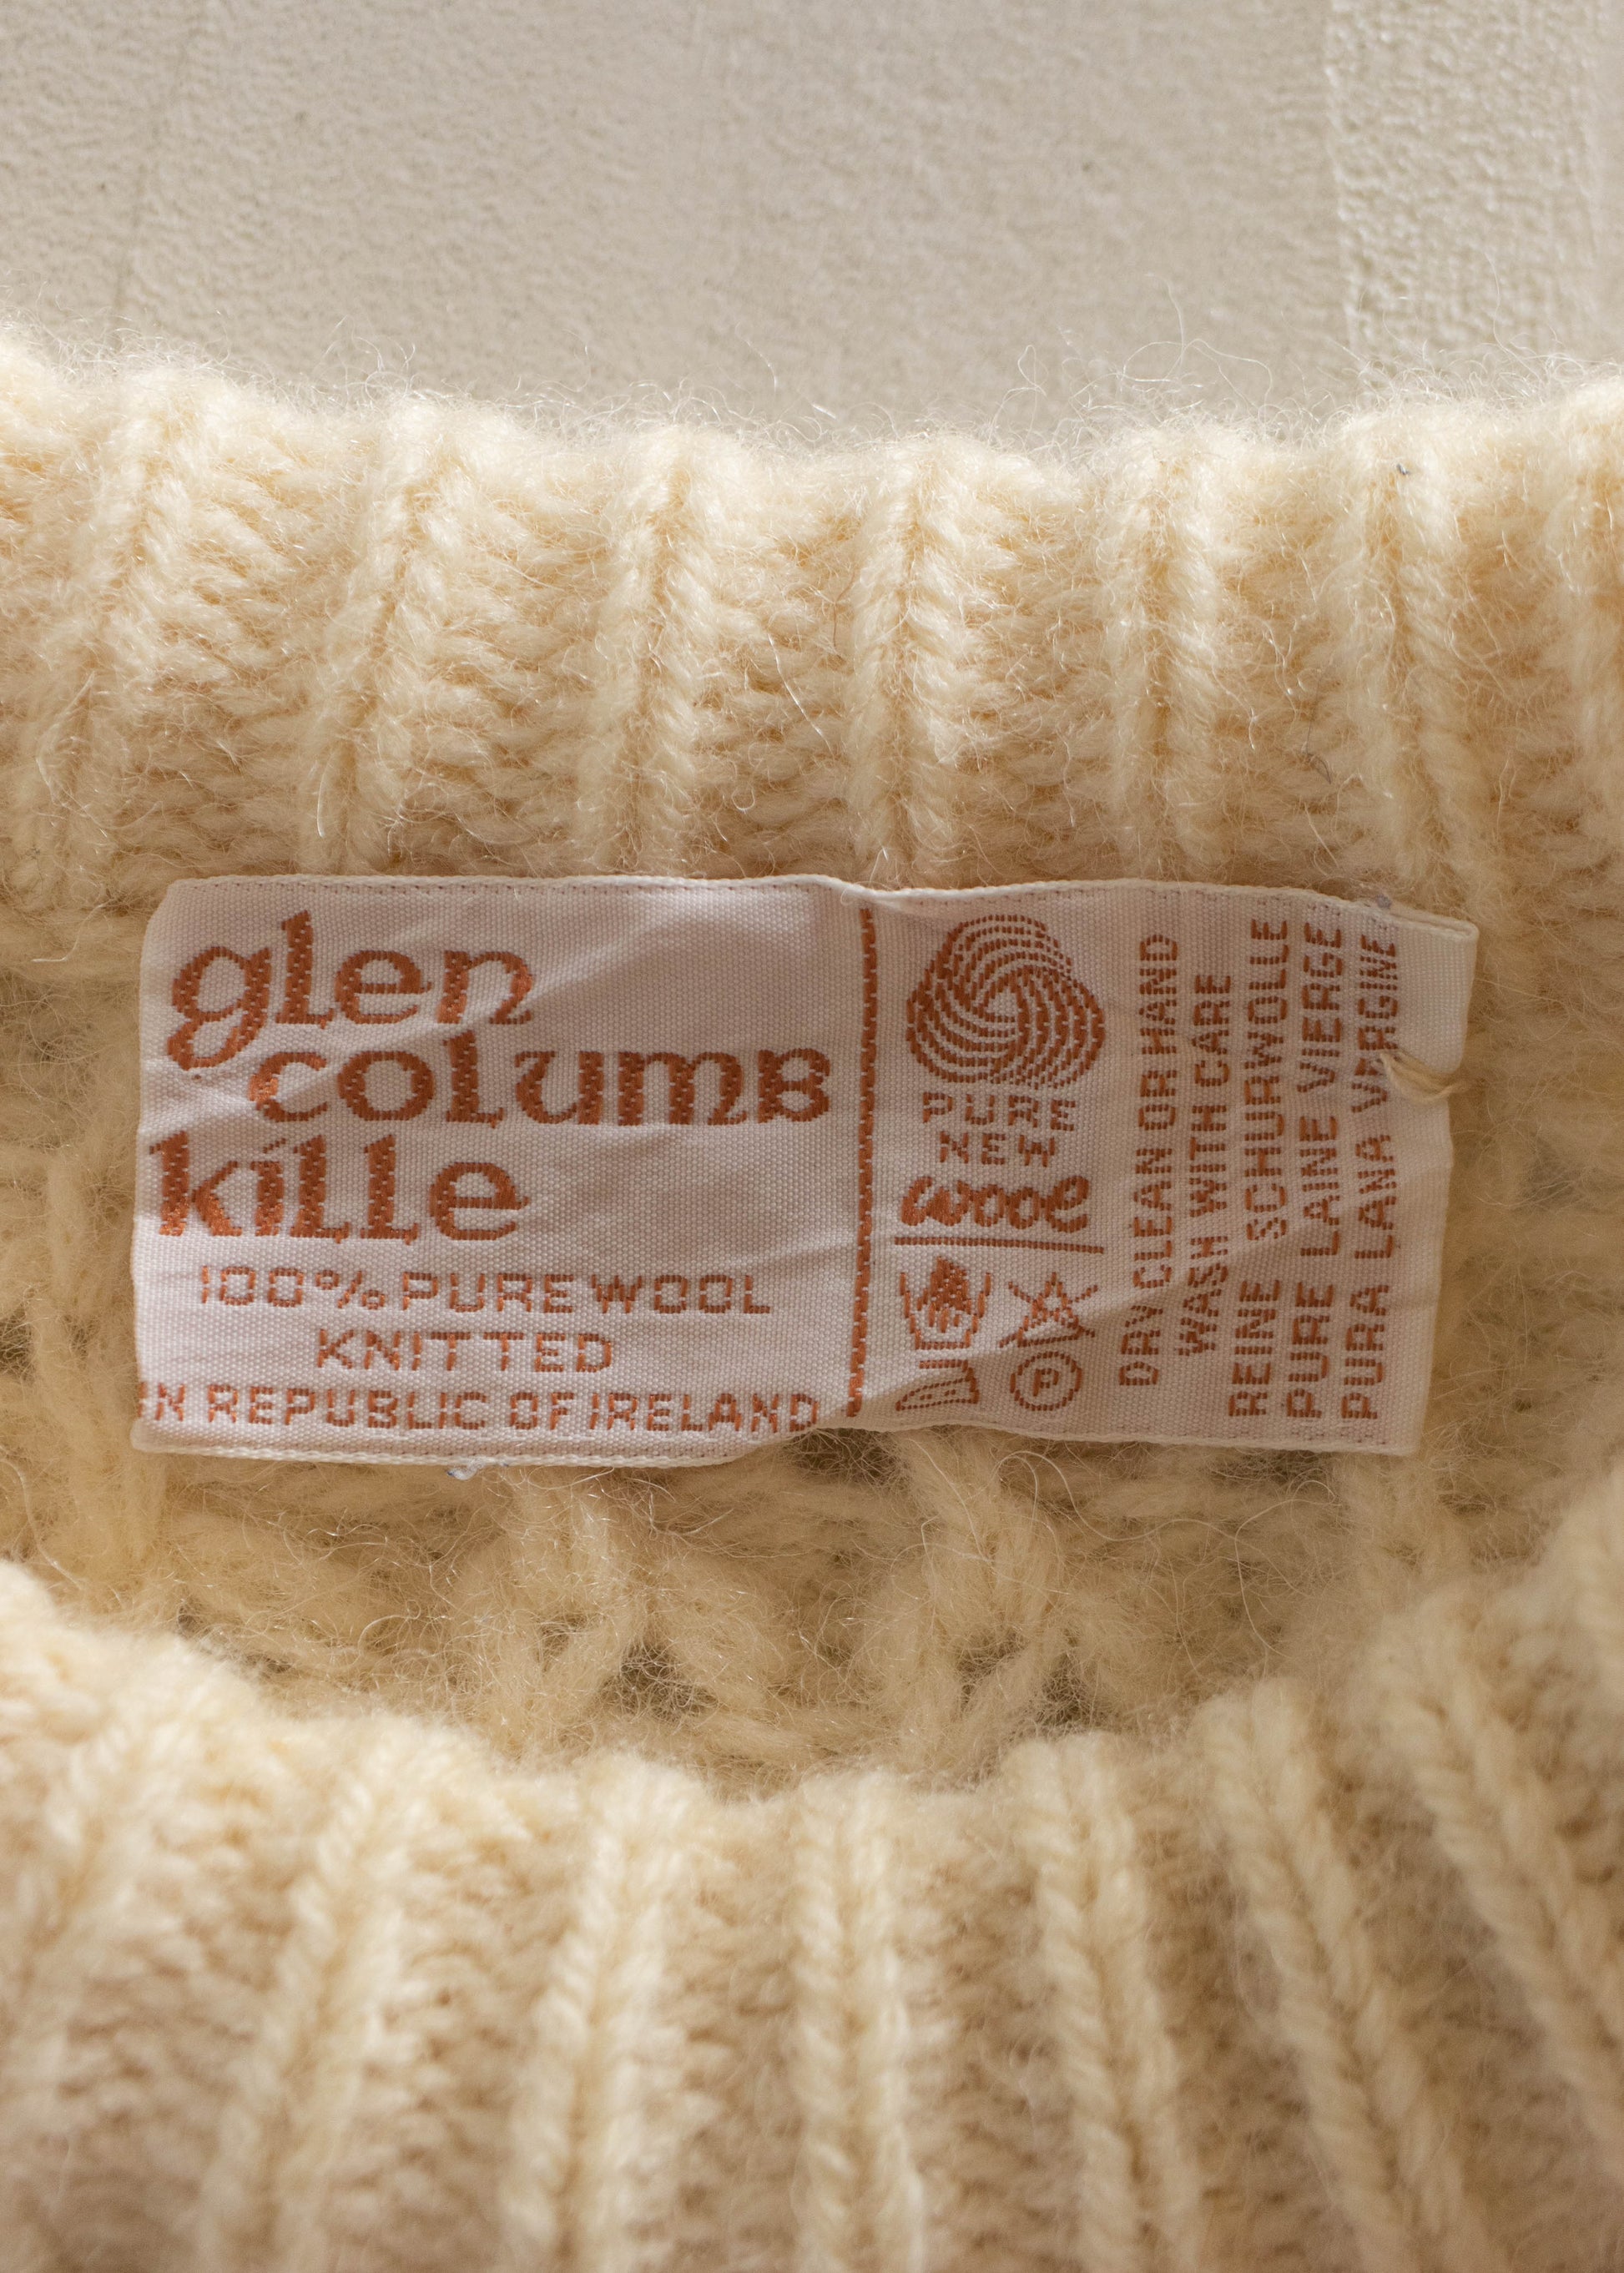 glen
columb
kille
100% PURE WOOL
KNITTED
IN REPUBLIC OF IRELAND
PURE
NEW
wool
P
DRY CLEAN OR HAND
WASH WITH CARE
REINE SCHURWOLLE
PURE LAINE VIERGE
PURA LANA VERGINE